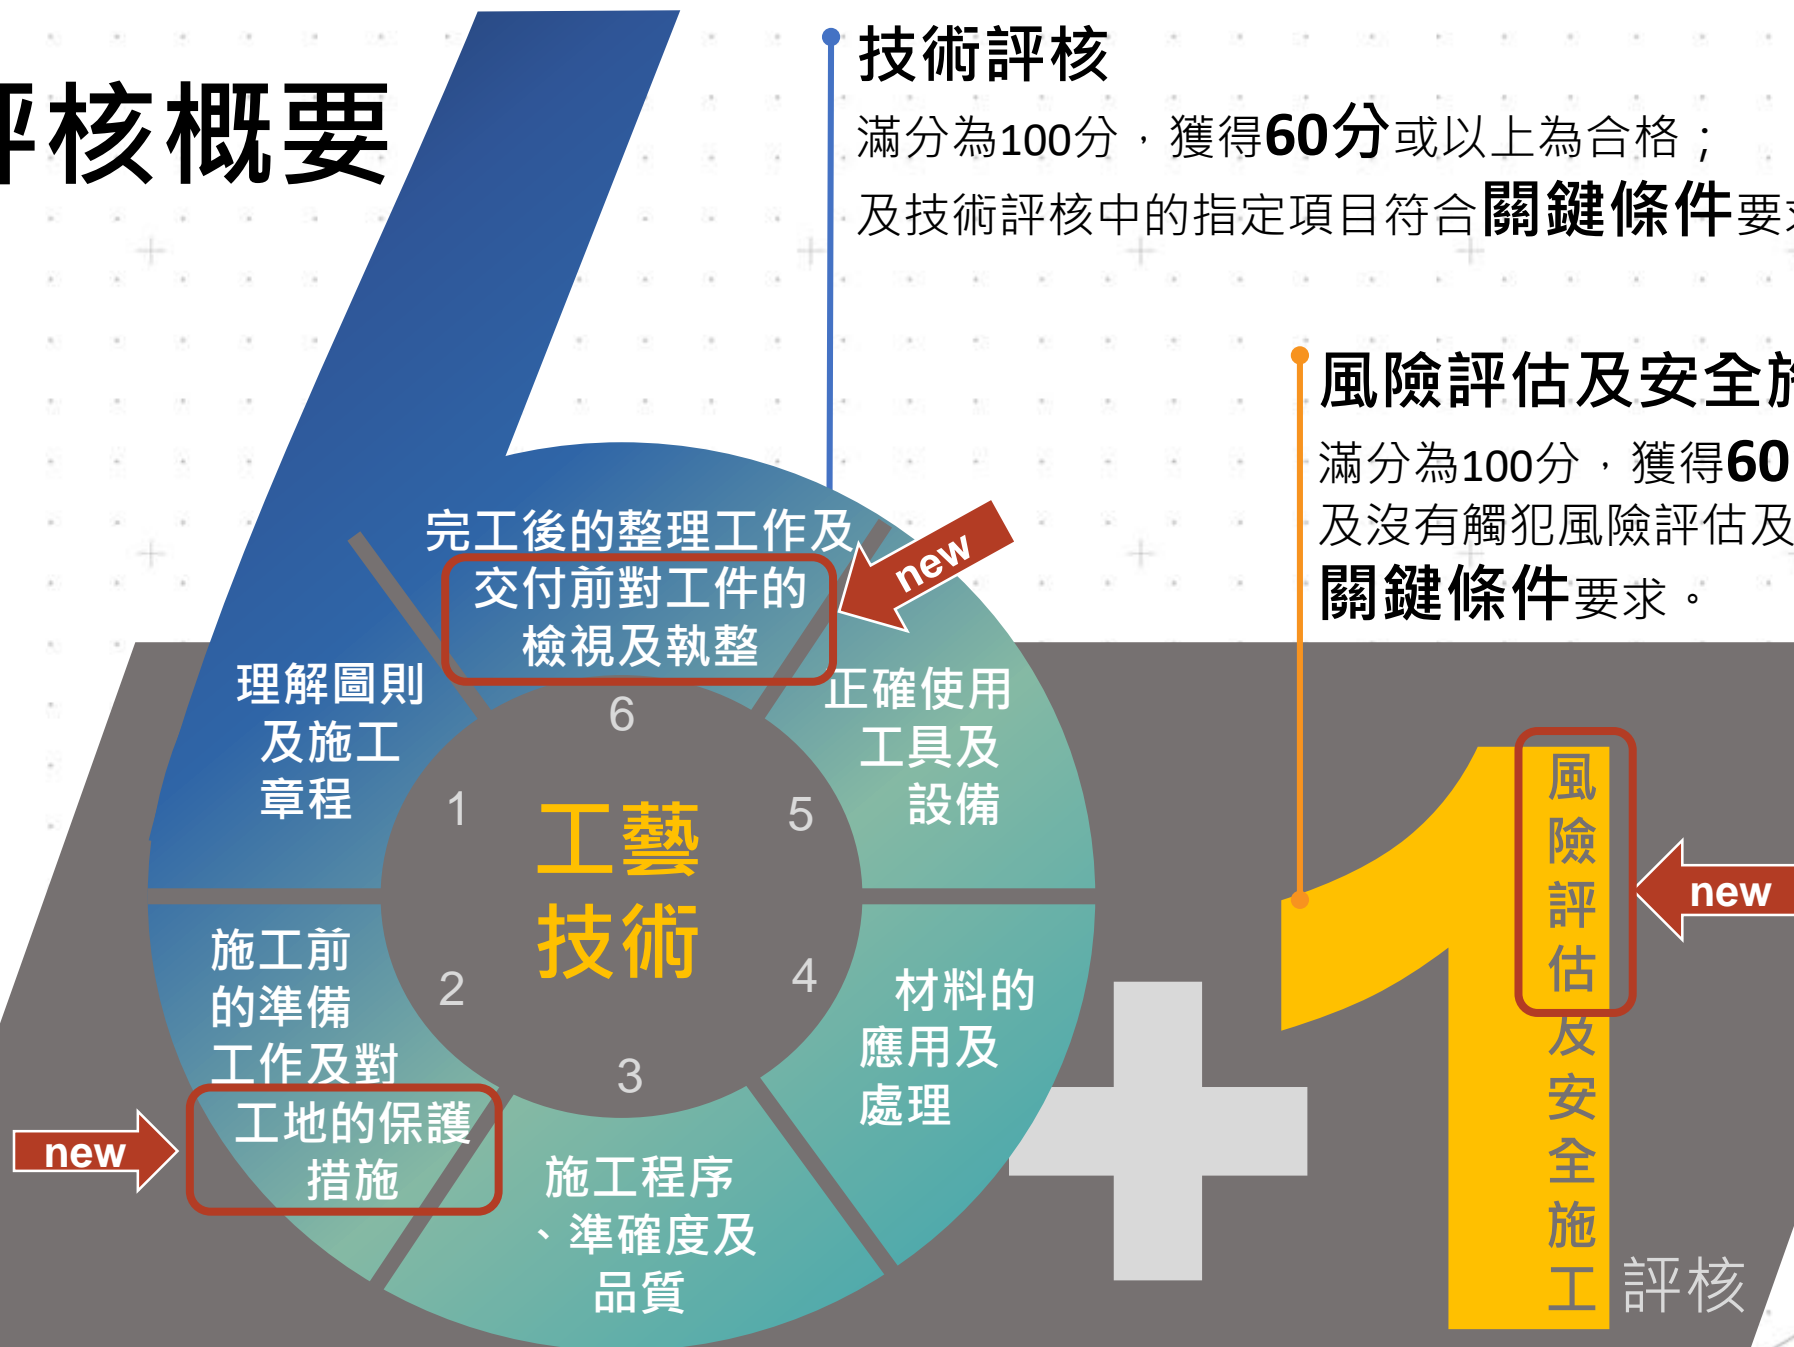 評核概要
技術評核
滿分為100分，獲得60分或以上為合格；
及技術評核中的指定項目符合關鍵條件要求
風險評估及安全施
滿分為100分，獲得60
及沒有觸犯風險評估及
關鍵條件要求。
完工後的整理工作及
交付前對工件的
檢視及執整
new
6
理解圖則
及施工
章程
1
正確使用
工具及
設備
5
工藝
技術
施工前
的準備
工作及對
工地的保護
措施
2
new
材料的
應用及
處理
4
3
施工程序
、準確度及
品質
風險評估及安全施工
new
評核